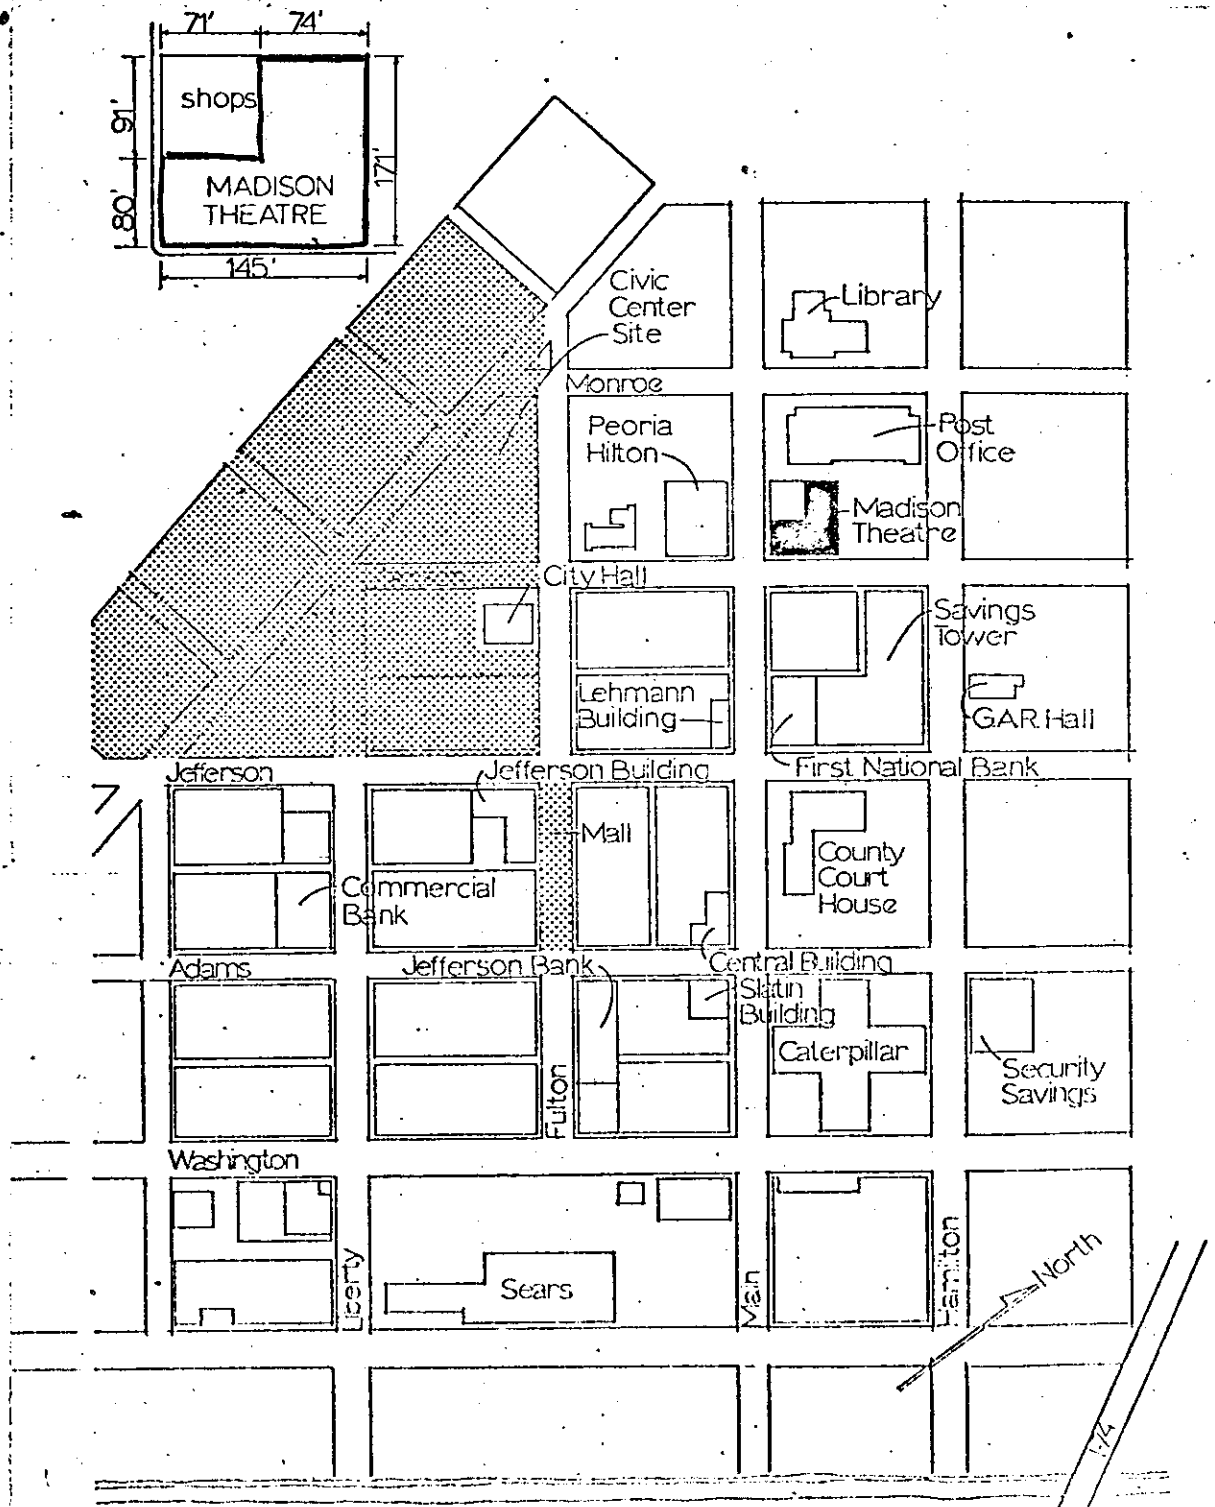 71'
74'
91'
shops
80'
MADISON
THEATRE
171'
145'
Civic
Center
Site
Library
Monroe
Peoria
Hilton
Post
Office
Madison
Theatre
City Hall
Savings
Tower
Lehmann
Building
GAR Hall
Jefferson
Jefferson Building
First National Bank
Mall
County
Court
House
Commercial
Bank
Adams
Jefferson Bank
Central Building
Slatin
Building
Caterpillar
Security
Savings
Fulton
Washington
Liberty
Sears
Main
Hamilton
North
I-74